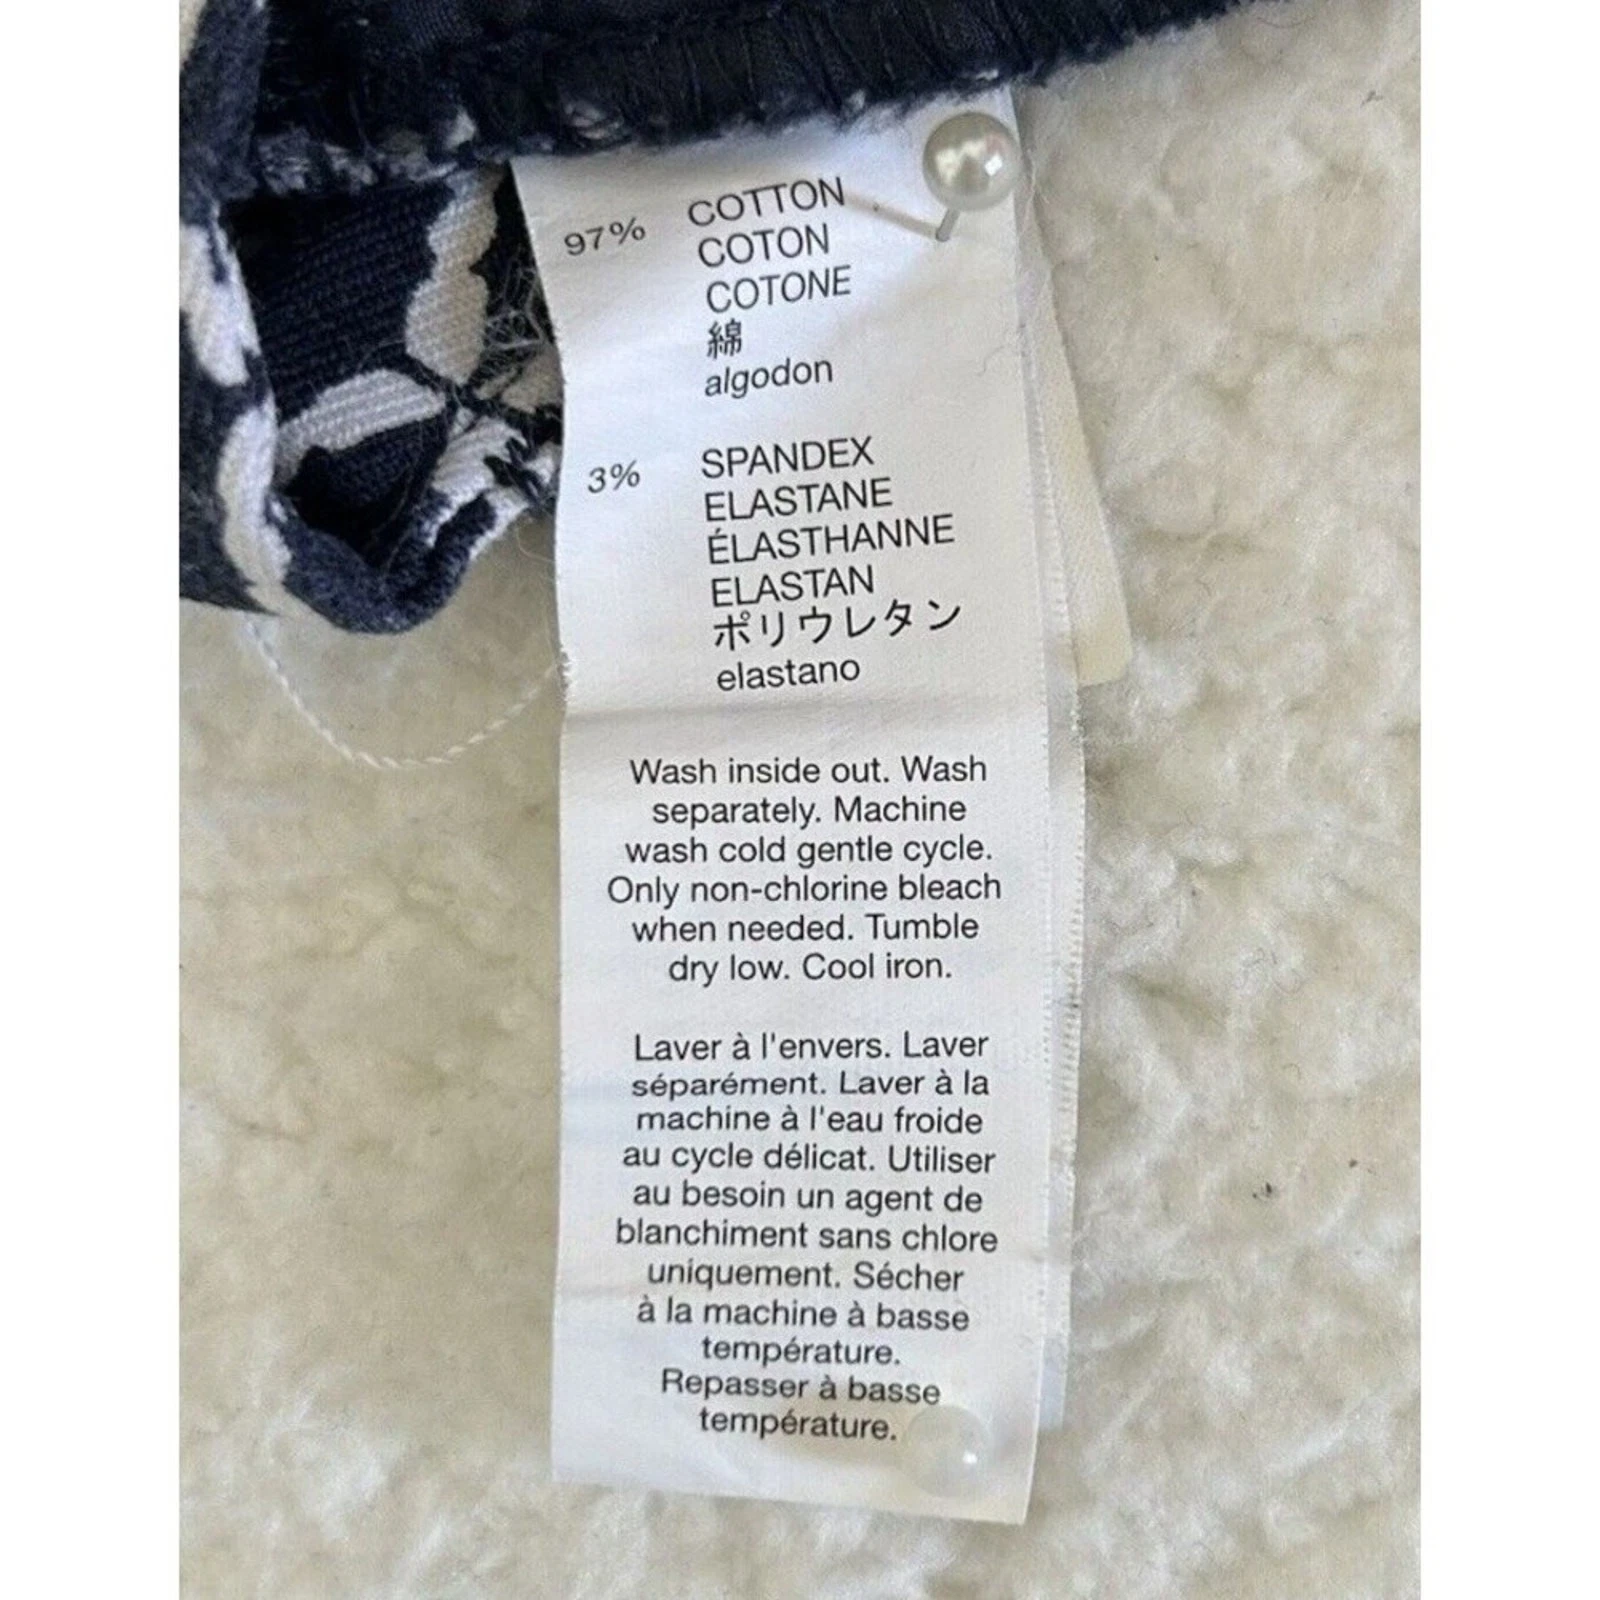 97% COTTON
COTON
COTONE
綿
algodon
3% SPANDEX
ELASTANE
ÉLASTHANNE
ELASTAN
ポリウレタン
elastano
Wash inside out. Wash
separately. Machine
wash cold gentle cycle.
Only non-chlorine bleach
when needed. Tumble
dry low. Cool iron.
Laver à l'envers. Laver
séparément. Laver à la
machine à l'eau froide
au cycle délicat. Utiliser
au besoin un agent de
blanchiment sans chlore
uniquement. Sécher
à la machine à basse
température.
Repasser à basse
température.